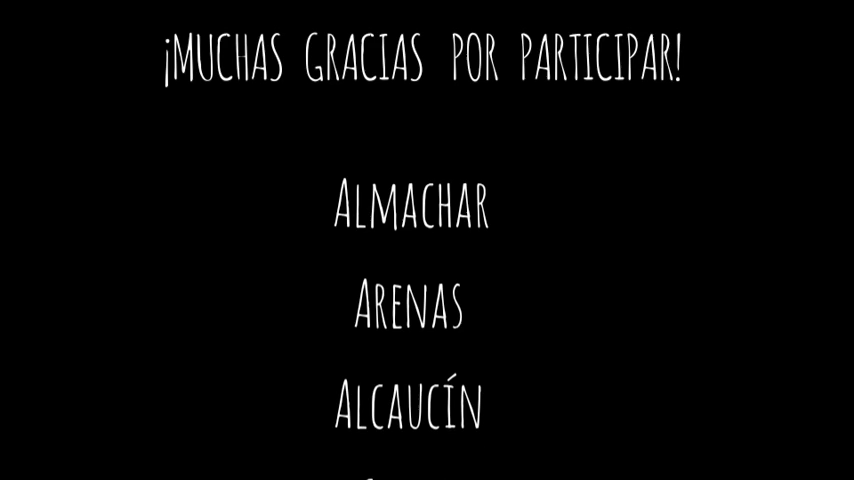 ¡MUCHAS GRACIAS POR PARTICIPAR!
ALMACHAR
ARENAS
ALCAUCÍN